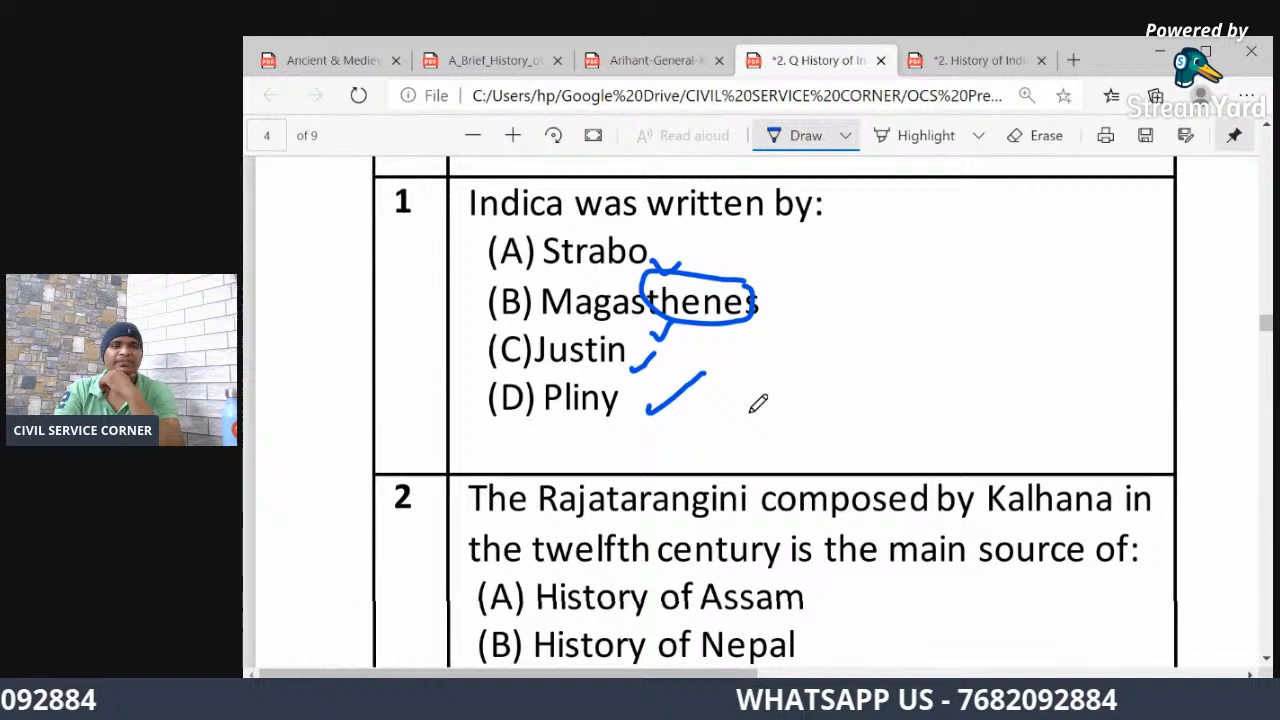 Powered by
StreamYard
Ancient & Mediev
A_Brief_History_of
Arihant-General-K
*2. Q History of In
*2. History of Indi
File C:/Users/hp/Google%20Drive/CIVIL%20SERVICE%20CORNER/OCS%20Pre...
4 of 9 Read aloud Draw Highlight Erase
1 Indica was written by:
(A) Strabo
(B) Magasthenes
(C)Justin
(D) Pliny
2 The Rajatarangini composed by Kalhana in
the twelfth century is the main source of:
(A) History of Assam
(B) History of Nepal
CIVIL SERVICE CORNER
092884 WHATSAPP US - 7682092884